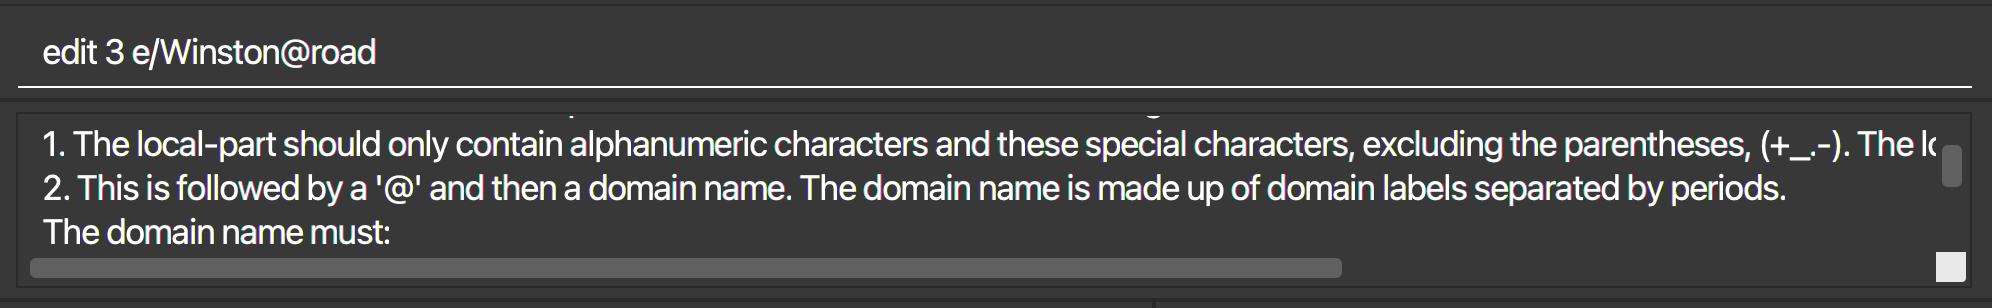 edit 3 e/Winston@road
1. The local-part should only contain alphanumeric characters and these special characters, excluding the parentheses, (+_.-). The
2. This is followed by a '@' and then a domain name. The domain name is made up of domain labels separated by periods.
The domain name must: